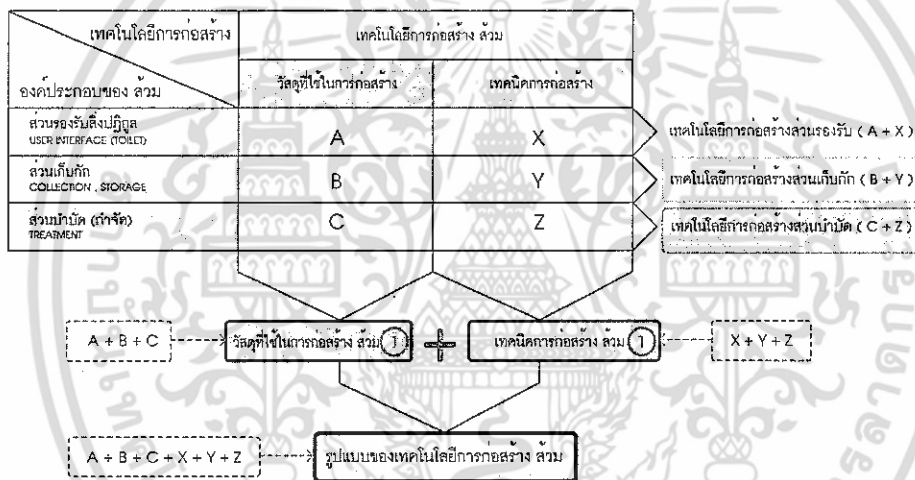 เทคโนโลยีการก่อสร้าง
เทคโนโลยีการก่อสร้าง ส้วม
องค์ประกอบของ ส้วม
วัสดุที่ใช้ในการก่อสร้าง
เทคนิคการก่อสร้าง
ส่วนรองรับสิ่งปฏิกูล
USER INTERFACE (TOILET)
A
X
เทคโนโลยีการก่อสร้างส่วนรองรับ ( A + X )
ส่วนเก็บกัก
COLLECTION , STORAGE
B
Y
เทคโนโลยีการก่อสร้างส่วนเก็บกัก ( B + Y )
ส่วนบำบัด (กำจัด)
TREATMENT
C
Z
เทคโนโลยีการก่อสร้างส่วนบำบัด ( C + Z )
A + B + C
วัสดุที่ใช้ในการก่อสร้าง ส้วม 1
+
เทคนิคการก่อสร้าง ส้วม 1
X + Y + Z
A + B + C + X + Y + Z
รูปแบบของเทคโนโลยีการก่อสร้าง ส้วม